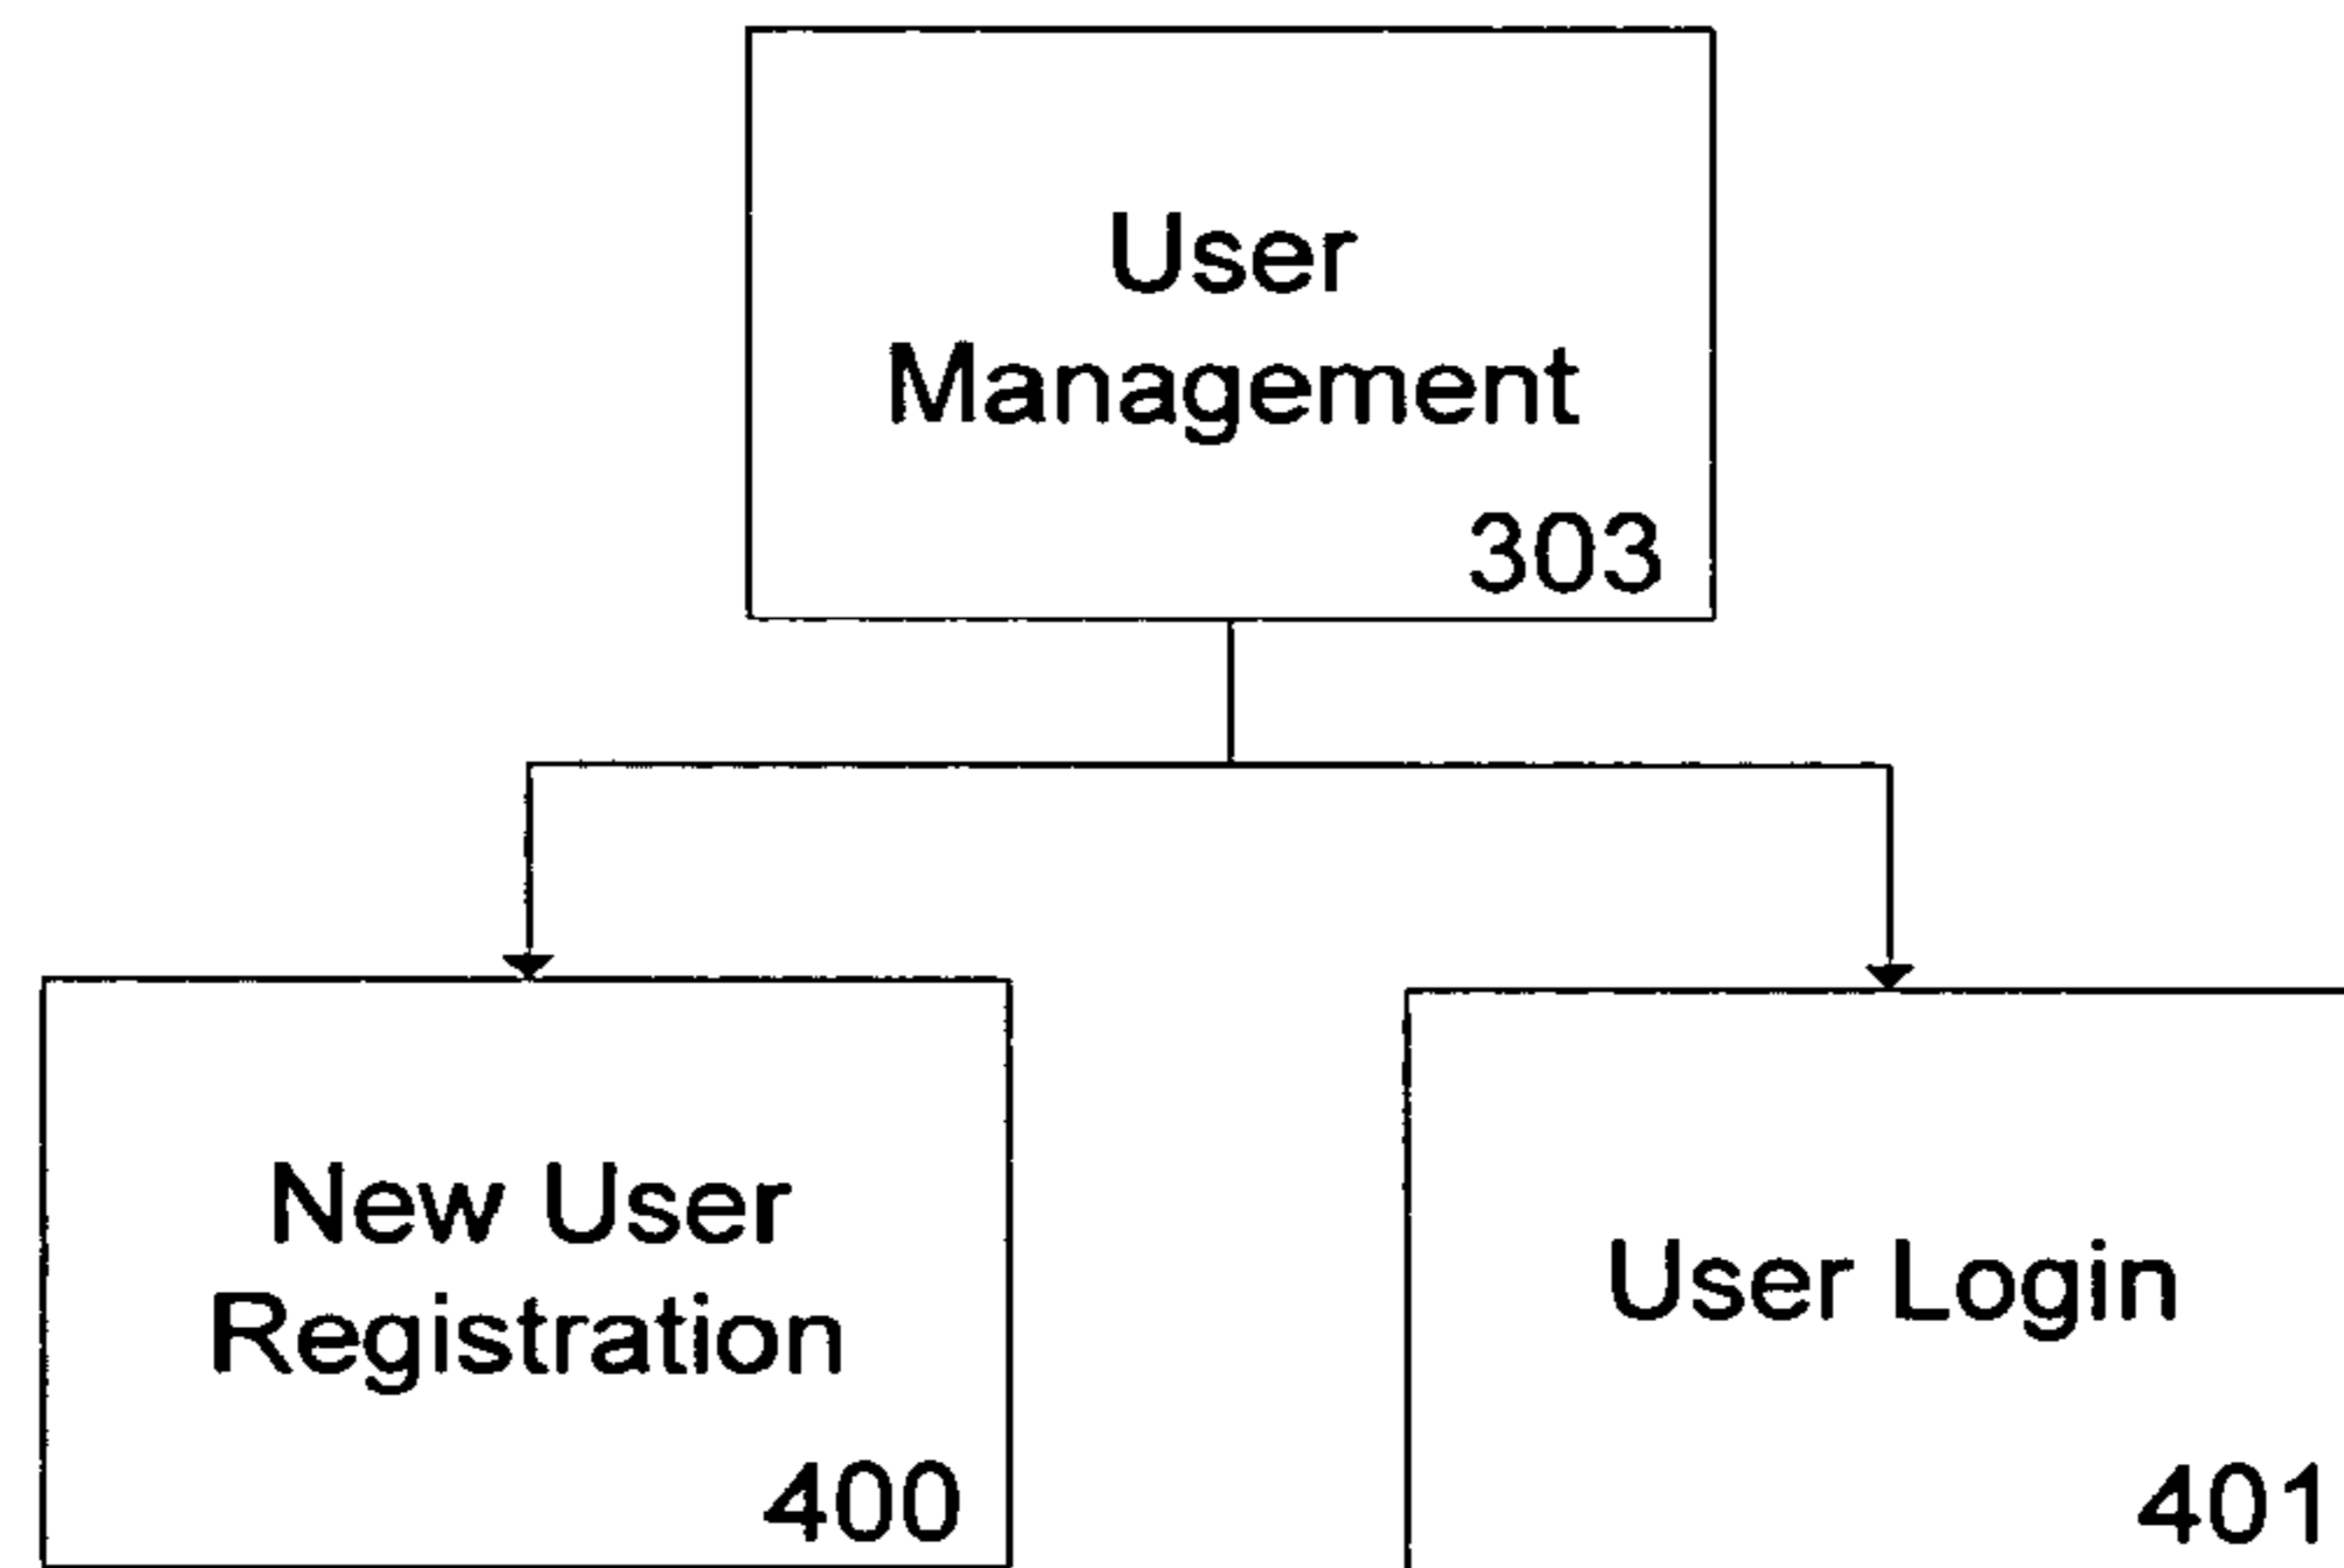 User
Management
303
New User
Registration
400
User Login
401